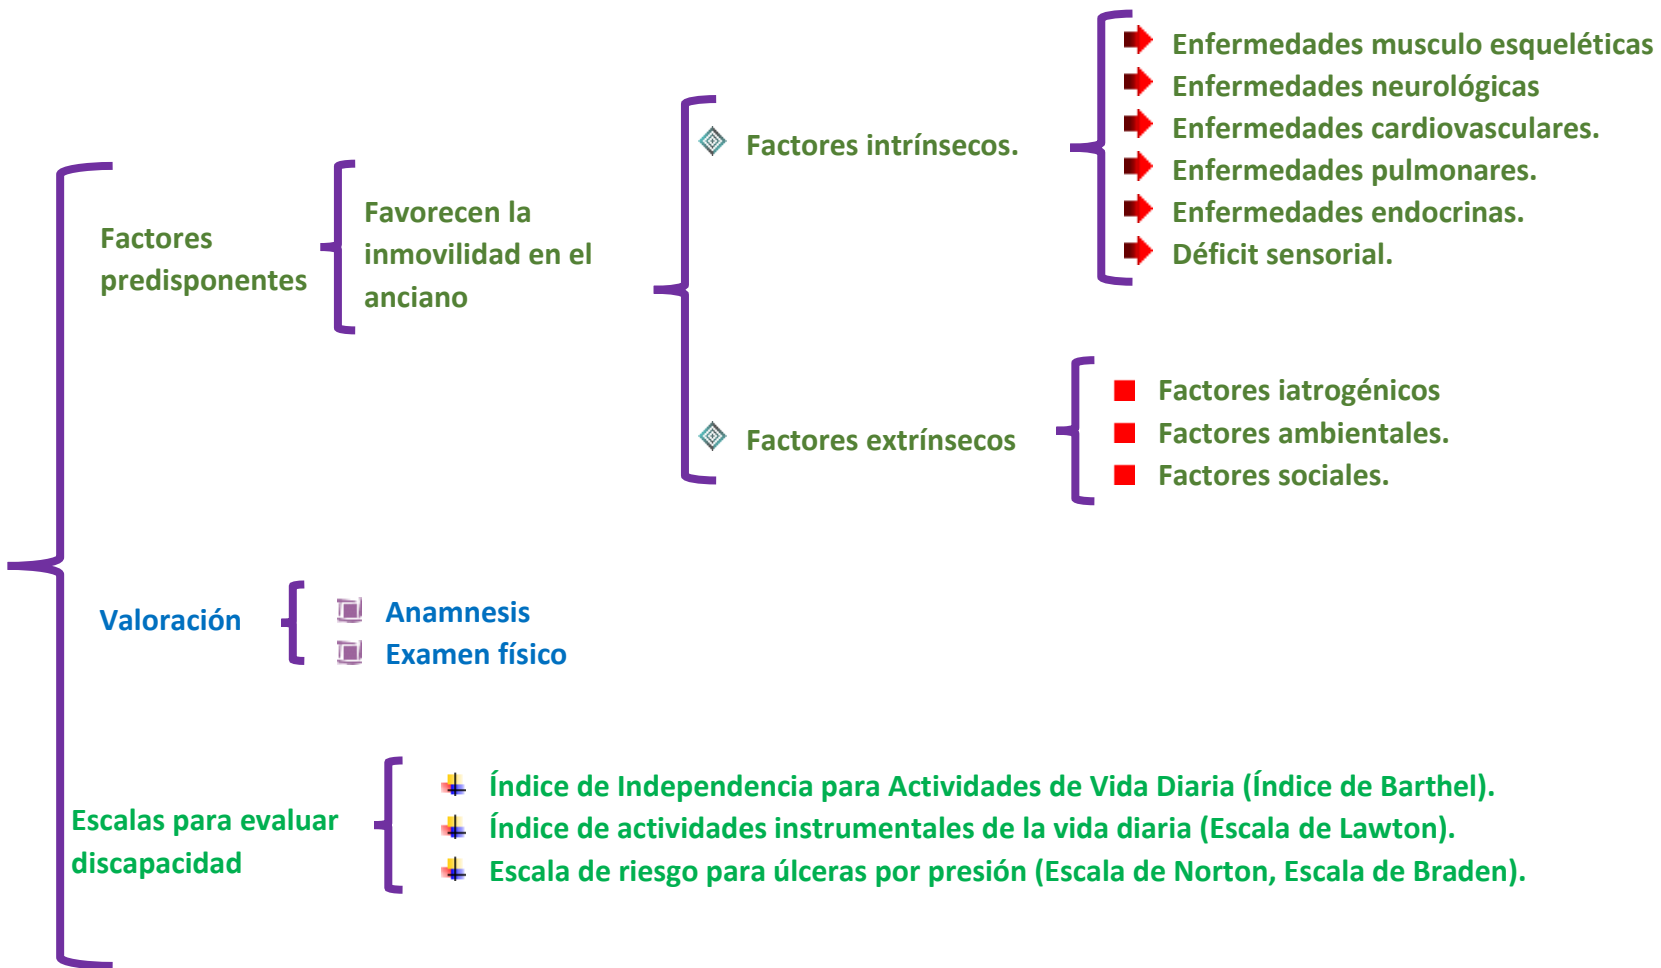 Factores
predisponentes
Favorecen la
inmovilidad en el
anciano
Factores intrínsecos.
Enfermedades musculo esqueléticas
Enfermedades neurológicas
Enfermedades cardiovasculares.
Enfermedades pulmonares.
Enfermedades endocrinas.
Déficit sensorial.
Factores extrínsecos
Factores iatrogénicos
Factores ambientales.
Factores sociales.
Valoración
Anamnesis
Examen físico
Escalas para evaluar
discapacidad
Índice de Independencia para Actividades de Vida Diaria (Índice de Barthel).
Índice de actividades instrumentales de la vida diaria (Escala de Lawton).
Escala de riesgo para úlceras por presión (Escala de Norton, Escala de Braden).